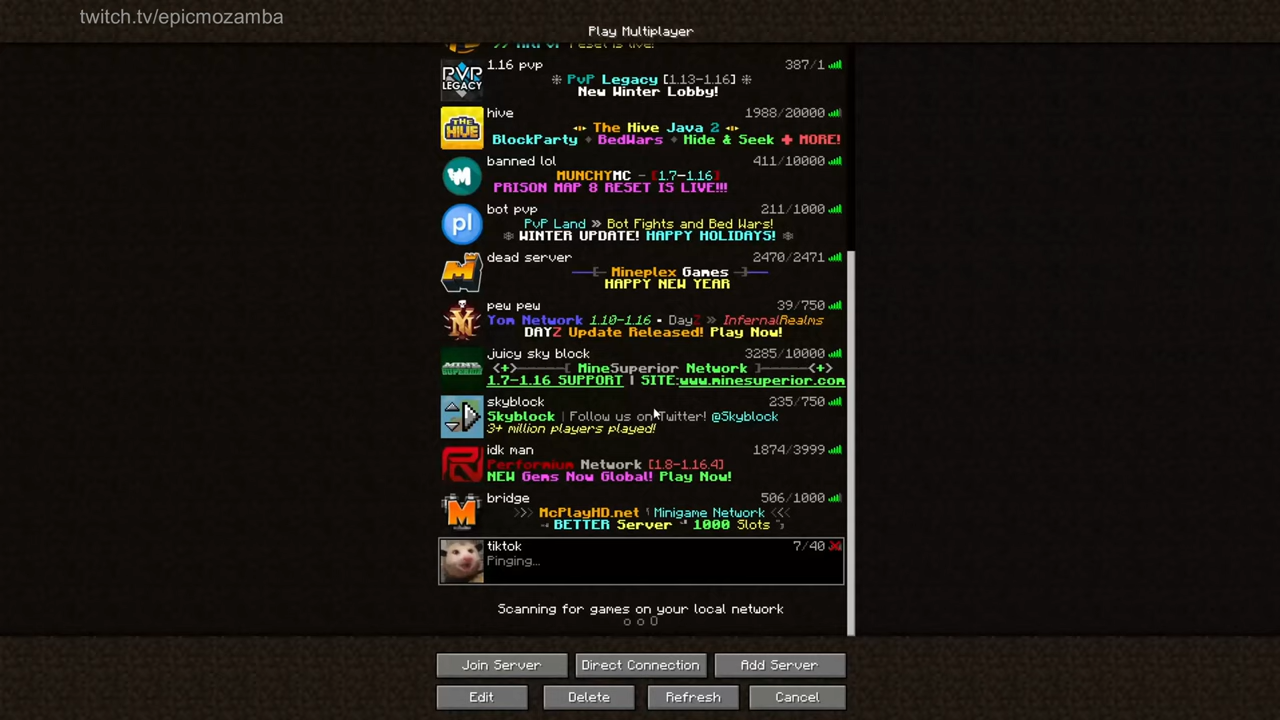 twitch.tv/epicmozamba
Play Multiplayer
1.16 pvp 387/1
PVP LEGACY
PvP Legacy [1.13-1.16]
New Winter Lobby!
hive 1988/20000
THE HIVE
The Hive Java 2
BlockParty BedWars Hide & Seek + MORE!
banned lol 411/10000
MUNCHYMC - [1.7-1.16]
PRISON MAP 8 RESET IS LIVE!!!
bot pvp 211/1000
pl
PvP Land » Bot Fights and Bed Wars!
WINTER UPDATE! HAPPY HOLIDAYS!
dead server 2470/2471
Mineplex Games
HAPPY NEW YEAR
pew pew 39/750
Yom Network 1.10-1.16 • DayZ » InfernalRealms
DAYZ Update Released! Play Now!
juicy sky block 3285/10000
<+>——[ MineSuperior Network ]——<+>
1.7-1.16 SUPPORT | SITE:www.minesuperior.com
skyblock 235/750
Skyblock | Follow us on Twitter! @Skyblock
3+ million players played!
idk man 1874/3999
Performium Network [1.8-1.16.4]
NEW Gems Now Global! Play Now!
bridge 506/1000
>>> McPlayHD.net Minigame Network <<<
BETTER Server 1000 Slots
tiktok 7/40
Pinging...
Scanning for games on your local network
o o O
Join Server Direct Connection Add Server
Edit Delete Refresh Cancel